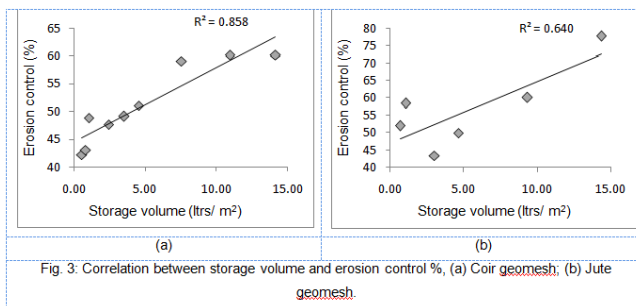 R² = 0.858
65
60
55
50
45
40
Erosion control (%)
0.00 5.00 10.00 15.00
Storage volume (ltrs/ m²)
R² = 0.640
80
75
70
65
60
55
50
45
40
Erosion control (%)
0.00 5.00 10.00 15.00
Storage volume (ltrs/ m²)
(a) (b)
Fig. 3: Correlation between storage volume and erosion control %, (a) Coir geomesh; (b) Jute
geomesh.